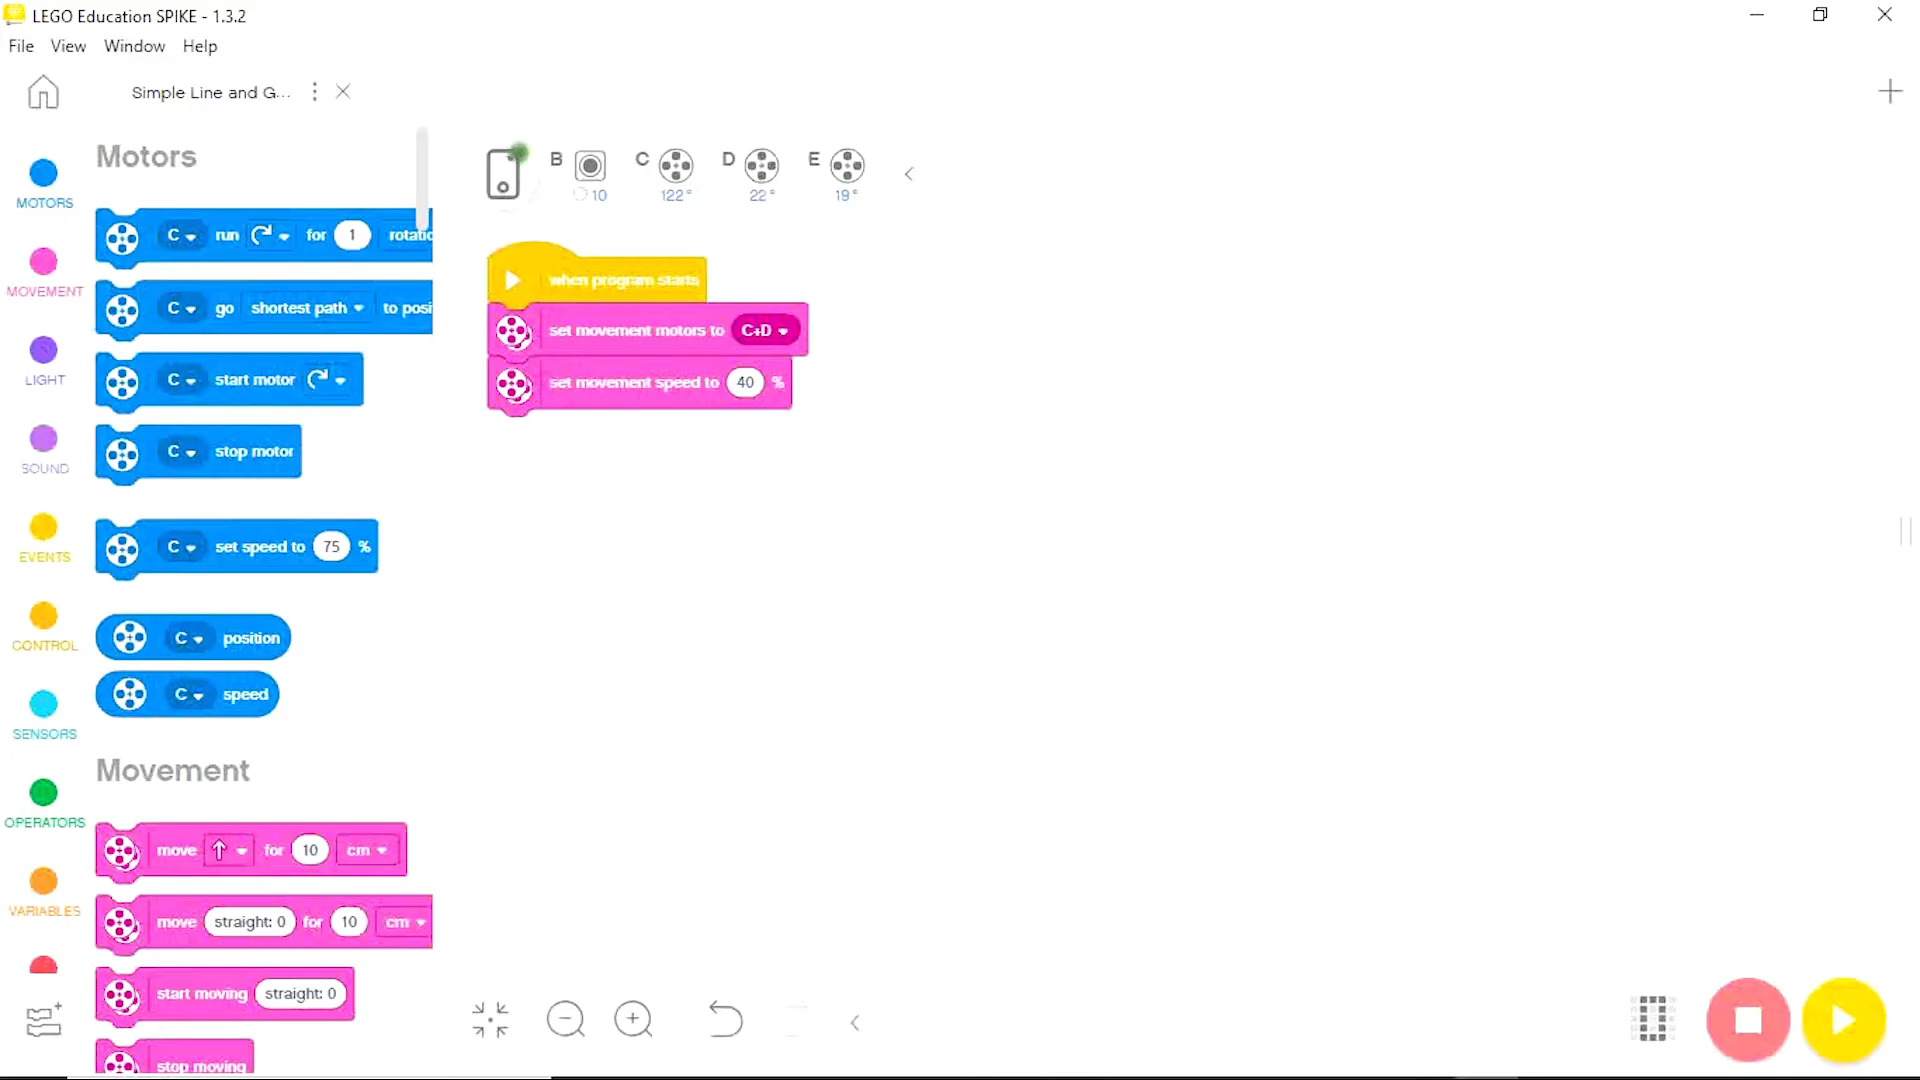 LEGO Education SPIKE - 1.3.2
File View Window Help
Simple Line and G...
Motors
B C D E
10 122° 22° 19°
MOTORS
C run for 1 rotatio
MOVEMENT
C go shortest path to posi
when program starts
set movement motors to C+D
LIGHT
C start motor
set movement speed to 40 %
SOUND
C stop motor
EVENTS
C set speed to 75 %
CONTROL
C position
C speed
SENSORS
Movement
OPERATORS
move for 10 cm
VARIABLES
move straight: 0 for 10 cm
start moving straight: 0
stop moving